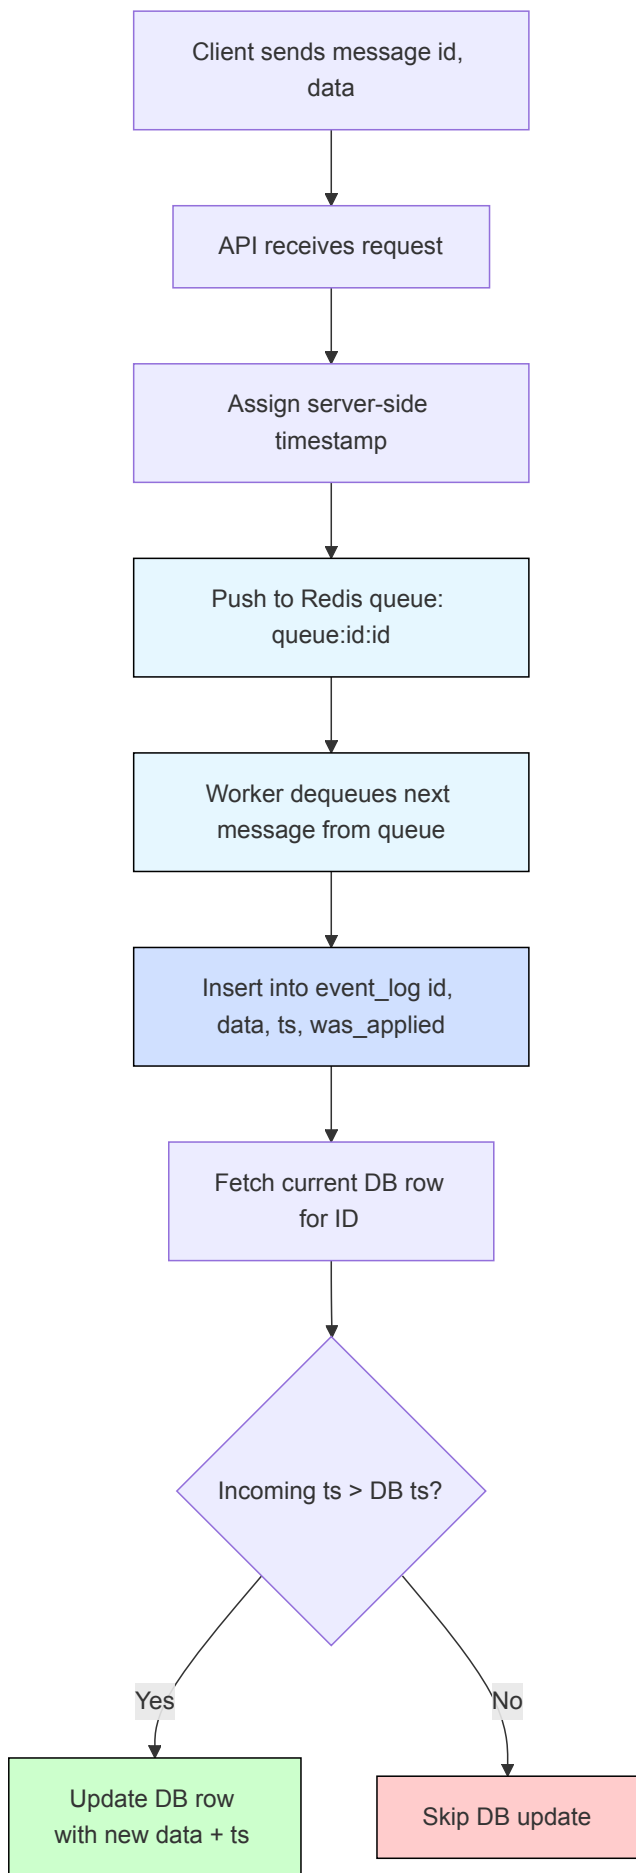 Client sends message id,
data
API receives request
Assign server-side
timestamp
Push to Redis queue:
queue:id:id
Worker dequeues next
message from queue
Insert into event_log id,
data, ts, was_applied
Fetch current DB row
for ID
Incoming ts > DB ts?
Yes
No
Update DB row
with new data + ts
Skip DB update